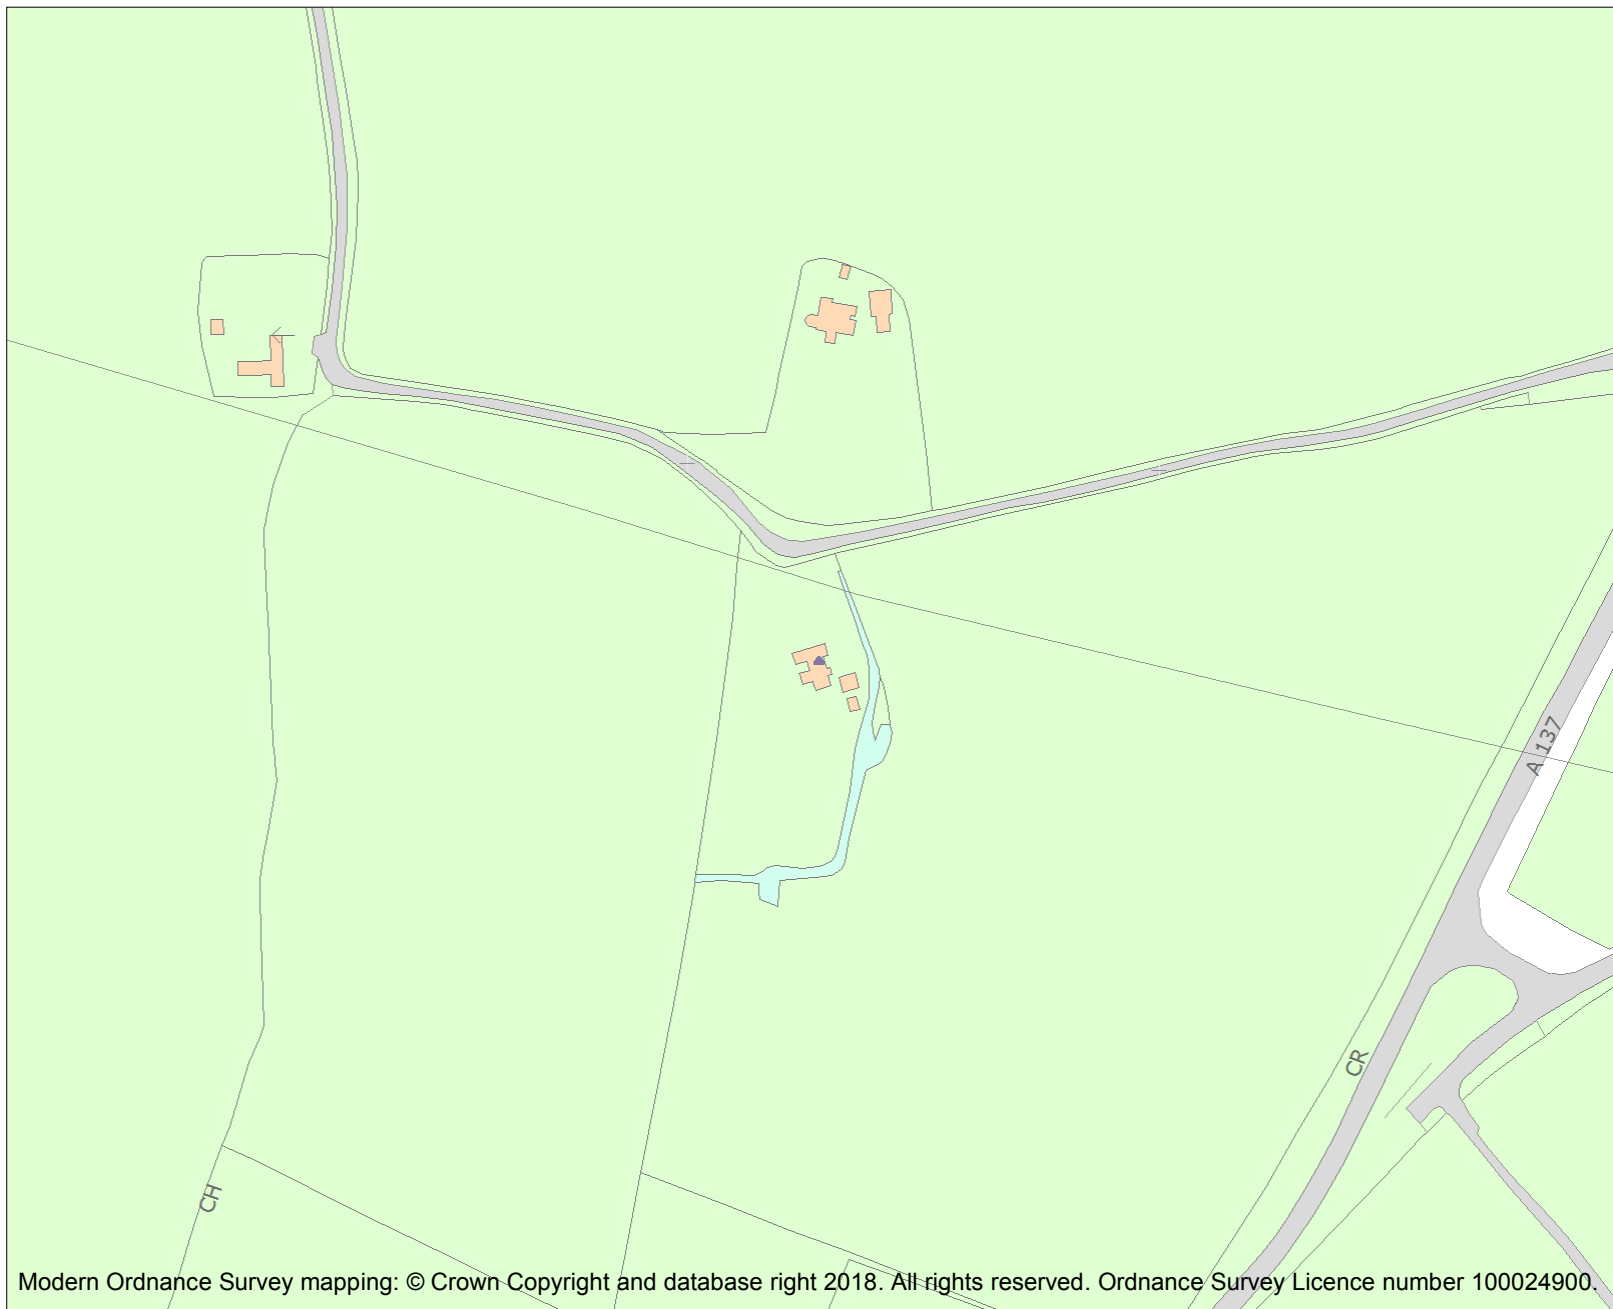 A 137
CR
CH
Modern Ordnance Survey mapping: © Crown Copyright and database right 2018. All rights reserved. Ordnance Survey Licence number 100024900.